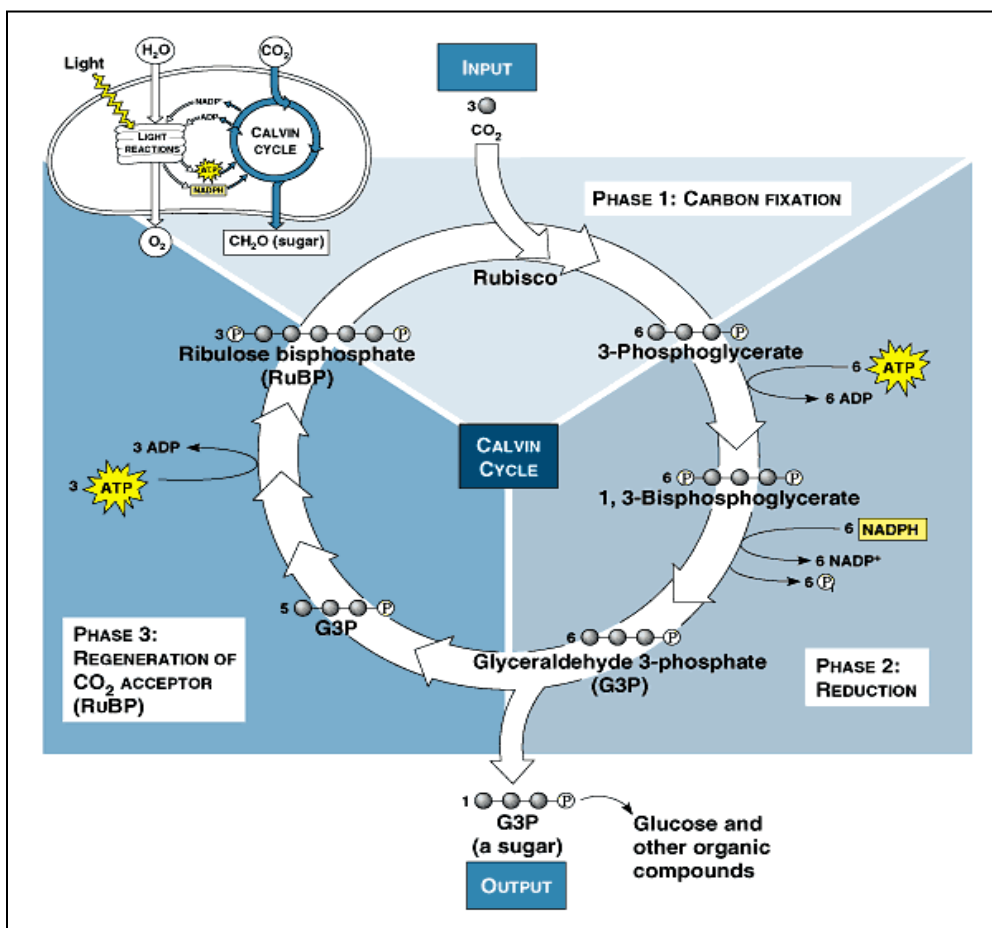 H₂O
CO₂
Light
NADP⁺
ADP
LIGHT
REACTIONS
CALVIN
CYCLE
ATP
NADPH
O₂
CH₂O (sugar)
INPUT
3
CO₂
PHASE 1: CARBON FIXATION
Rubisco
3 P P
Ribulose bisphosphate
(RuBP)
6 P
3-Phosphoglycerate
6 ATP
6 ADP
3 ADP
3 ATP
CALVIN
CYCLE
6 P P
1, 3-Bisphosphoglycerate
6 NADPH
6 NADP⁺
6 Pᵢ
5 P
G3P
6 P
Glyceraldehyde 3-phosphate
(G3P)
PHASE 3:
REGENERATION OF
CO₂ ACCEPTOR
(RuBP)
PHASE 2:
REDUCTION
1 P
G3P
(a sugar)
Glucose and
other organic
compounds
OUTPUT